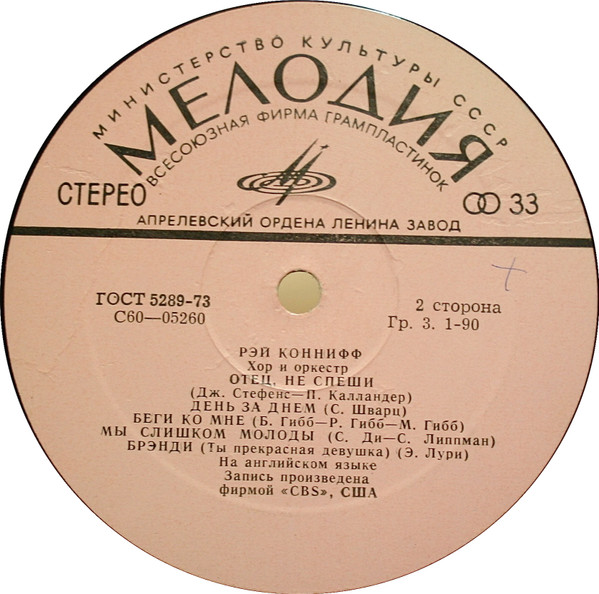 МИНИСТЕРСТВО КУЛЬТУРЫ СССР
МЕЛОДИЯ
ВСЕСОЮЗНАЯ ФИРМА ГРАМПЛАСТИНОК
СТЕРЕО
33
АПРЕЛЕВСКИЙ ОРДЕНА ЛЕНИНА ЗАВОД
ГОСТ 5289-73
С60—05260
2 сторона
Гр. 3. 1-90
РЭЙ КОННИФФ
Хор и оркестр
ОТЕЦ, НЕ СПЕШИ
(Дж. Стефенс—П. Калландер)
ДЕНЬ ЗА ДНЕМ (С. Шварц)
БЕГИ КО МНЕ (Б. Гибб—Р. Гибб—М. Гибб)
МЫ СЛИШКОМ МОЛОДЫ (С. Ди—С. Липпман)
БРЭНДИ (Ты прекрасная девушка) (Э. Лури)
На английском языке
Запись произведена
фирмой «CBS», США